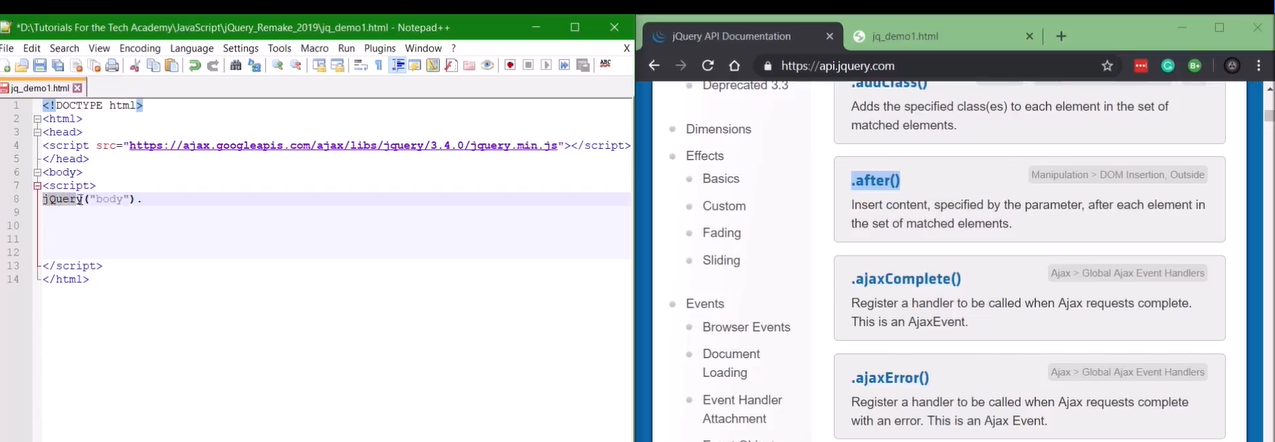 *D:\Tutorials For the Tech Academy\JavaScript\jQuery_Remake_2019\jq_demo1.html - Notepad++
File Edit Search View Encoding Language Settings Tools Macro Run Plugins Window ? X
jq_demo1.html
1 <!DOCTYPE html>
2 <html>
3 <head>
4 <script src="https://ajax.googleapis.com/ajax/libs/jquery/3.4.0/jquery.min.js"></script>
5 </head>
6 <body>
7 <script>
8 jQuery("body").
9
10
11
12
13 </script>
14 </html>
jQuery API Documentation
jq_demo1.html
https://api.jquery.com
Deprecated 3.3
Dimensions
Effects
Basics
Custom
Fading
Sliding
Events
Browser Events
Document
Loading
Event Handler
Attachment
.addClass()
Adds the specified class(es) to each element in the set of
matched elements.
.after()
Manipulation > DOM Insertion, Outside
Insert content, specified by the parameter, after each element in
the set of matched elements.
.ajaxComplete()
Ajax > Global Ajax Event Handlers
Register a handler to be called when Ajax requests complete.
This is an AjaxEvent.
.ajaxError()
Ajax > Global Ajax Event Handlers
Register a handler to be called when Ajax requests complete
with an error. This is an Ajax Event.